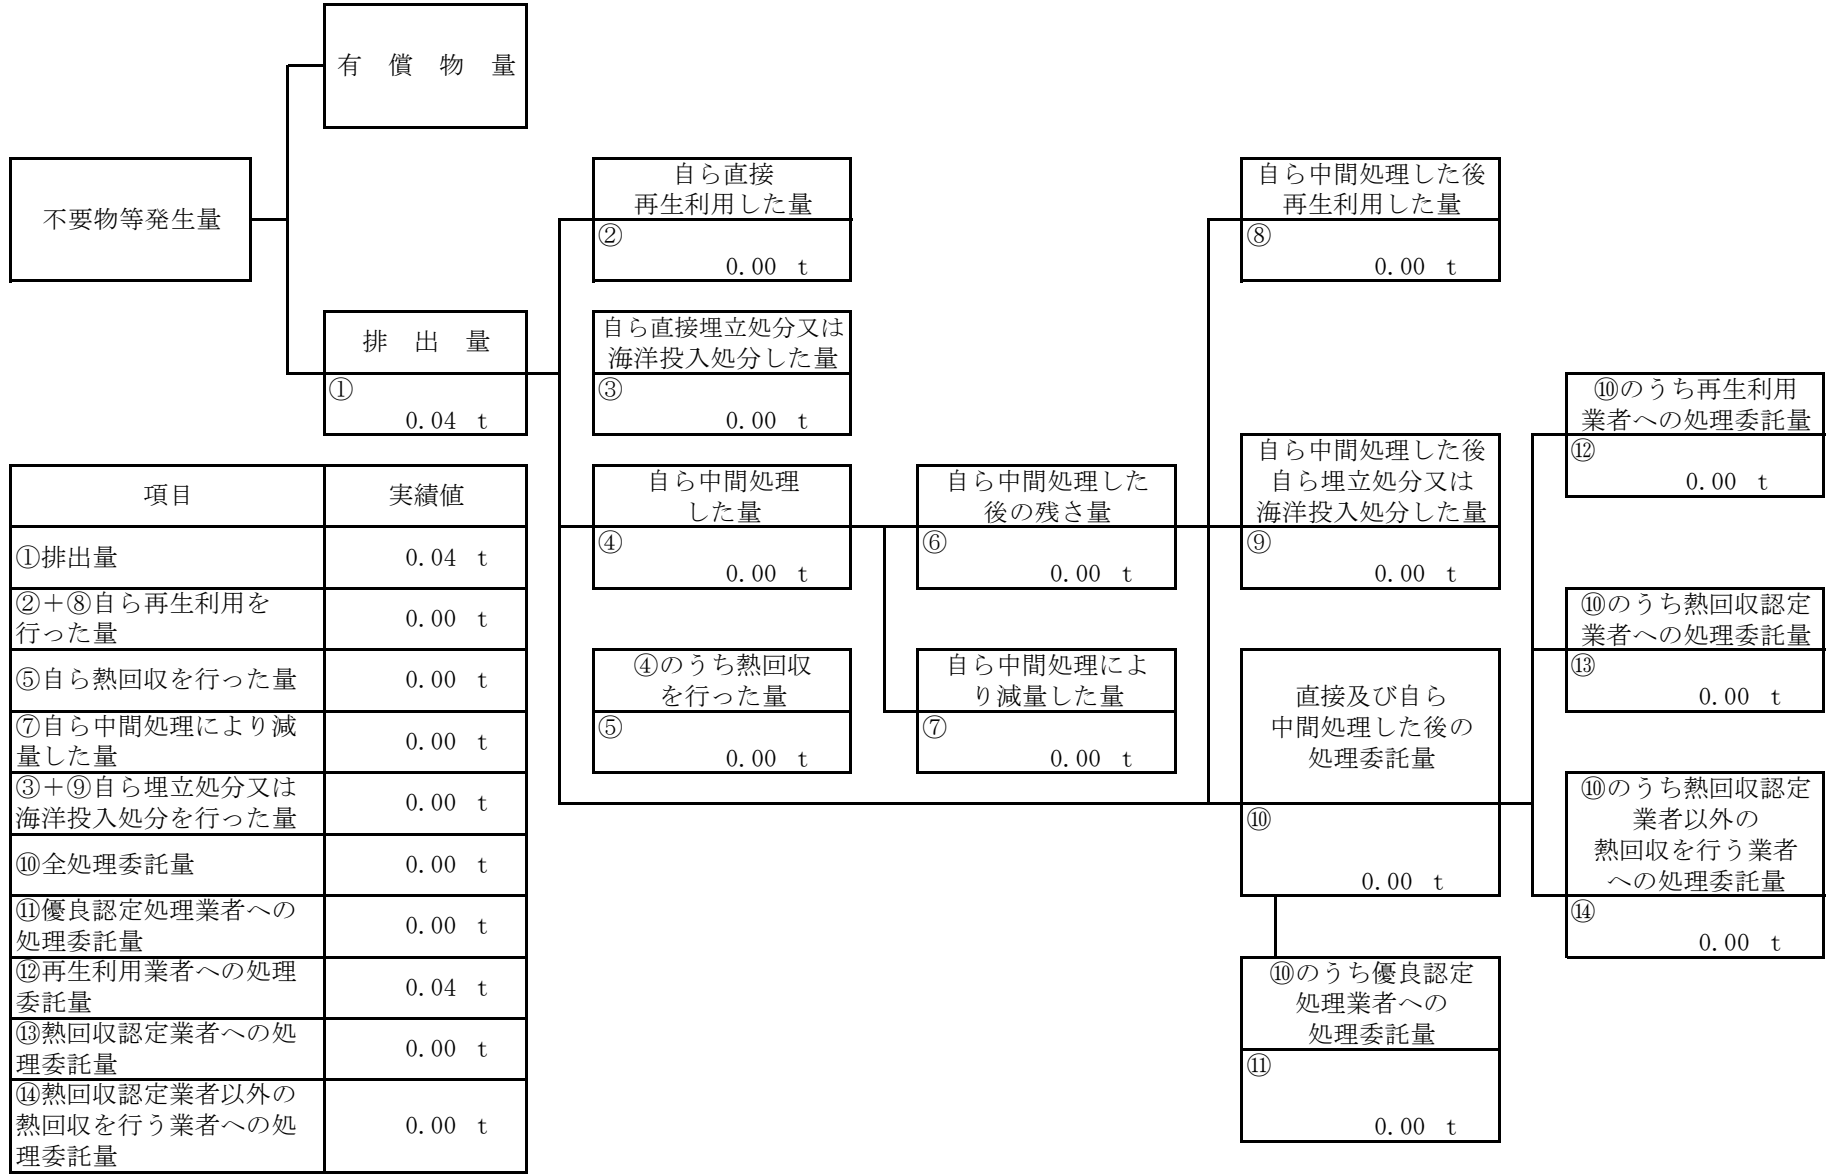 有　償　物　量
不要物等発生量
排　出　量
①
0.04 t
自ら直接
再生利用した量
②
0.00 t
自ら直接埋立処分又は
海洋投入処分した量
③
0.00 t
自ら中間処理
した量
④
0.00 t
④のうち熱回収
を行った量
⑤
0.00 t
自ら中間処理した
後の残さ量
⑥
0.00 t
自ら中間処理によ
り減量した量
⑦
0.00 t
自ら中間処理した後
再生利用した量
⑧
0.00 t
自ら中間処理した後
自ら埋立処分又は
海洋投入処分した量
⑨
0.00 t
直接及び自ら
中間処理した後の
処理委託量
⑩
0.00 t
⑩のうち優良認定
処理業者への
処理委託量
⑪
0.00 t
⑩のうち再生利用
業者への処理委託量
⑫
0.00 t
⑩のうち熱回収認定
業者への処理委託量
⑬
0.00 t
⑩のうち熱回収認定
業者以外の
熱回収を行う業者
への処理委託量
⑭
0.00 t
項目 実績値
①排出量 0.04 t
②＋⑧自ら再生利用を
行った量
0.00 t
⑤自ら熱回収を行った量 0.00 t
⑦自ら中間処理により減
量した量
0.00 t
③＋⑨自ら埋立処分又は
海洋投入処分を行った量
0.00 t
⑩全処理委託量 0.00 t
⑪優良認定処理業者への
処理委託量
0.00 t
⑫再生利用業者への処理
委託量
0.04 t
⑬熱回収認定業者への処
理委託量
0.00 t
⑭熱回収認定業者以外の
熱回収を行う業者への処
理委託量
0.00 t